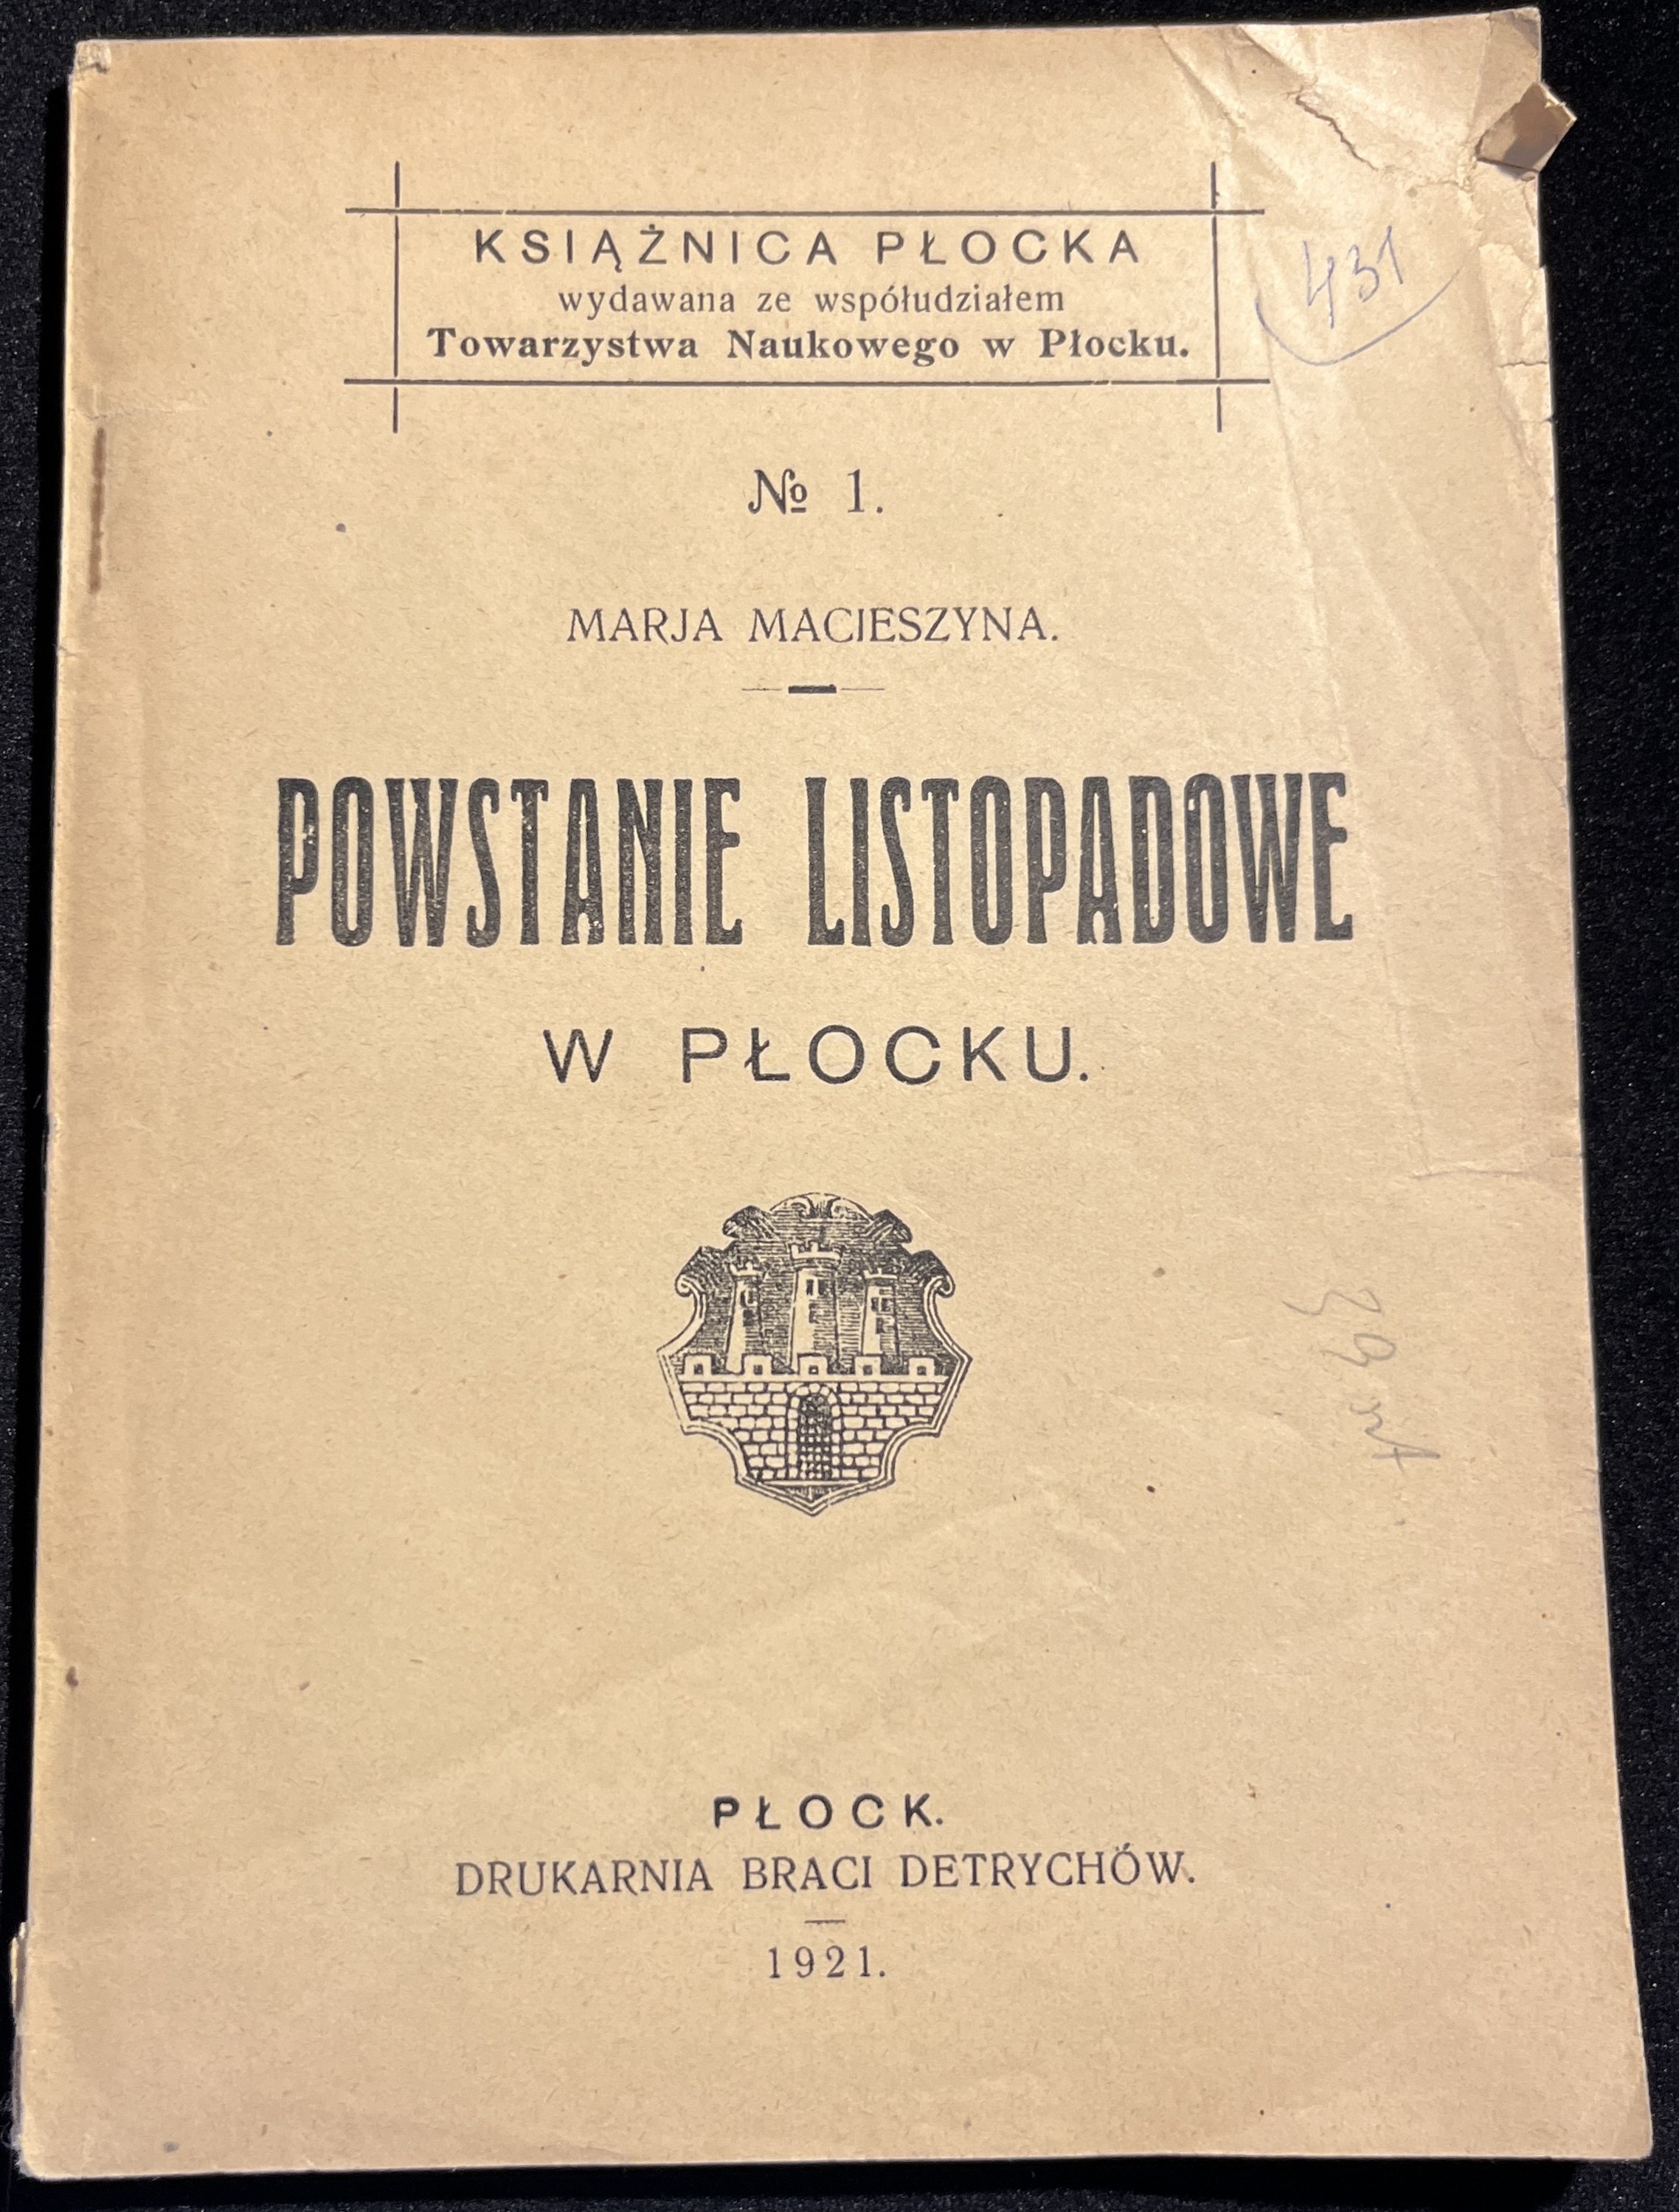 KSIĄŻNICA PŁOCKA
wydawana ze współudziałem
Towarzystwa Naukowego w Płocku.
431
№ 1.
MARJA MACIESZYNA.
POWSTANIE LISTOPADOWE
W PŁOCKU.
PŁOCK.
DRUKARNIA BRACI DETRYCHÓW.
1921.